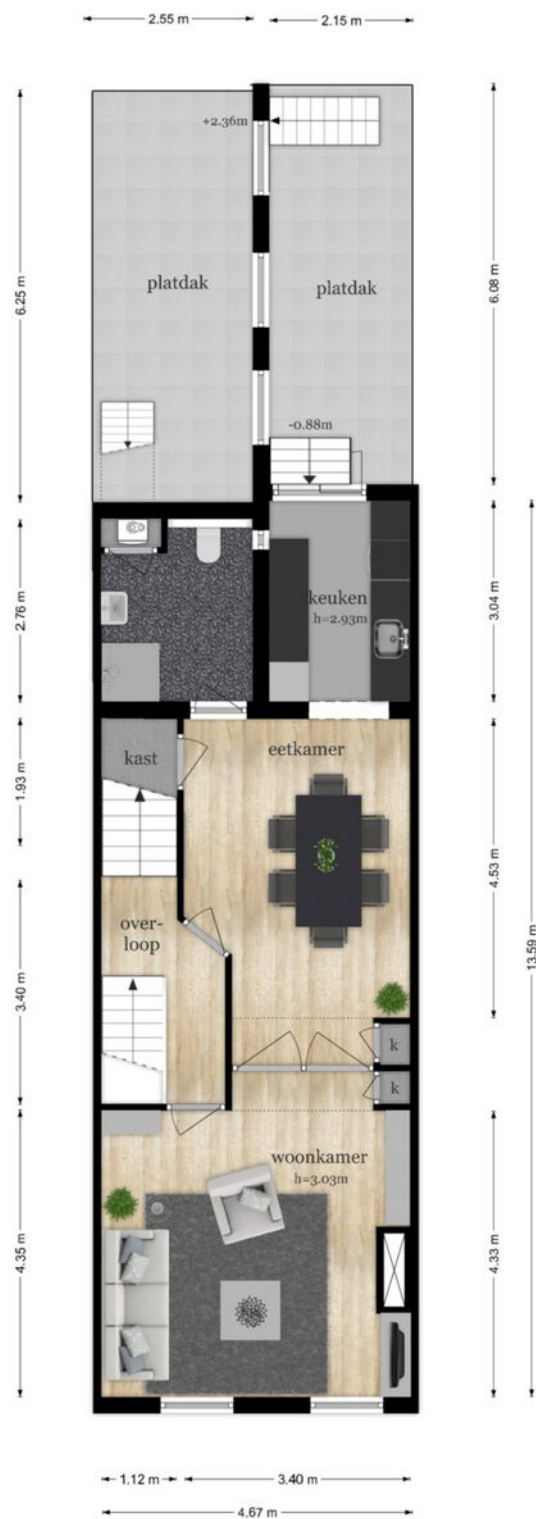 2.55 m
2.15 m
+2.36m
platdak
platdak
6.25 m
6.08 m
-0.88m
keuken
h=2.93m
2.76 m
3.04 m
kast
eetkamer
1.93 m
4.53 m
over-
loop
3.40 m
13.59 m
k
k
woonkamer
h=3.03m
4.35 m
4.33 m
1.12 m
3.40 m
4.67 m